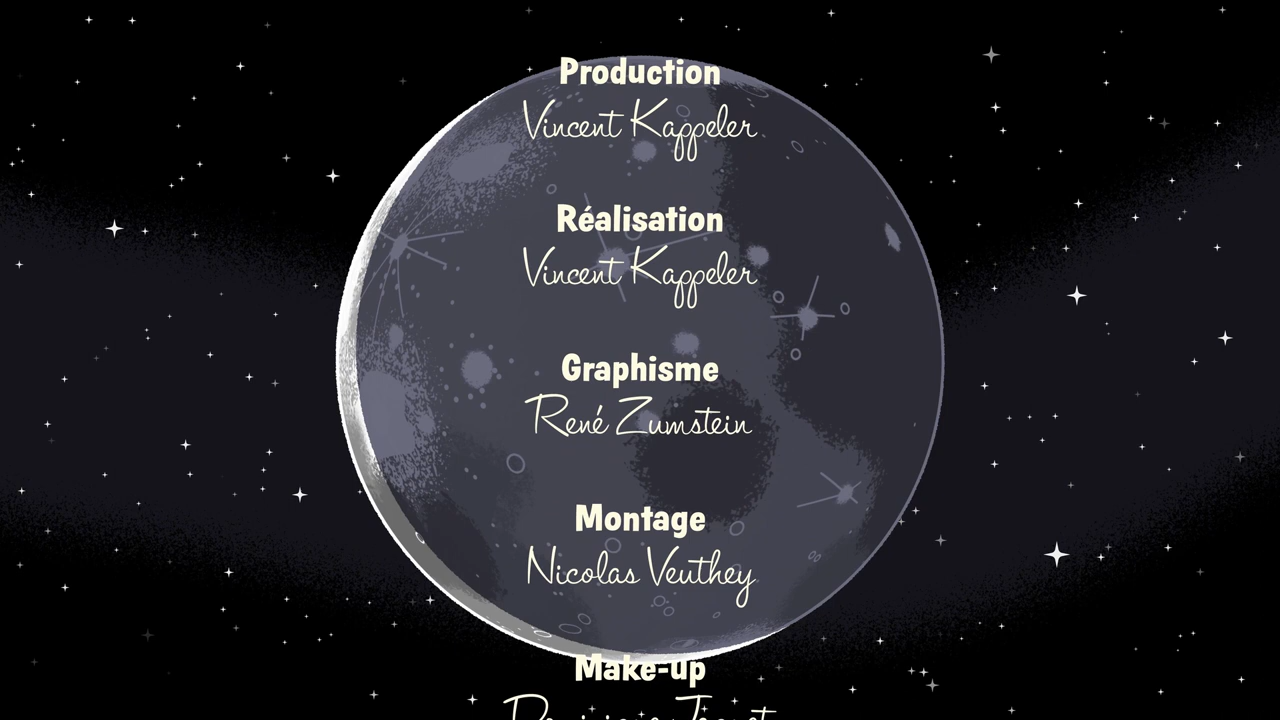 Production
Vincent Kappeler
Réalisation
Vincent Kappeler
Graphisme
René Zumstein
Montage
Nicolas Veuthey
Make-up